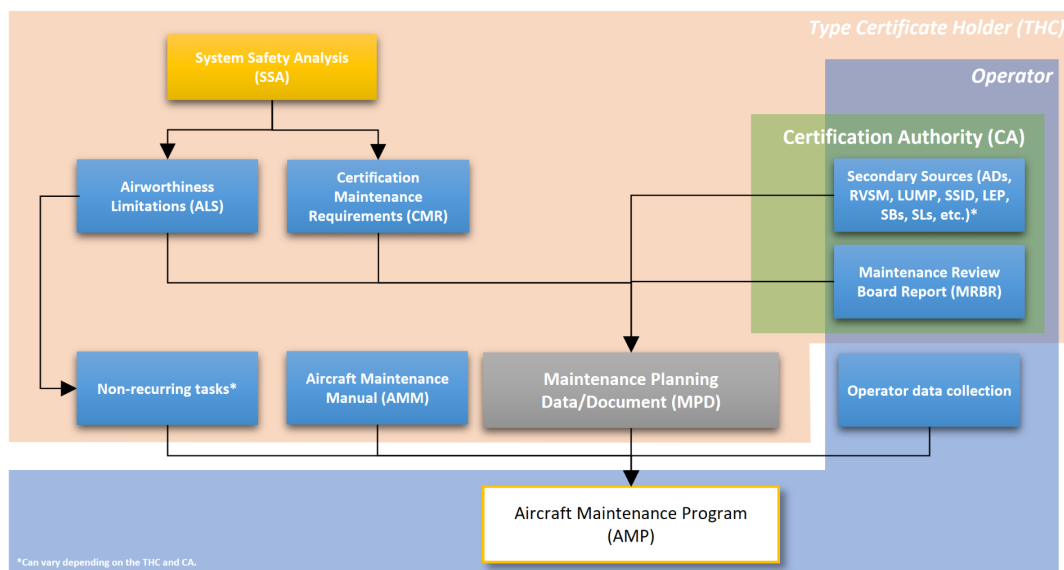 Type Certificate Holder (THC)
Operator
System Safety Analysis
(SSA)
Certification Authority (CA)
Airworthiness
Limitations (ALS)
Certification
Maintenance
Requirements (CMR)
Secondary Sources (ADs,
RVSM, LUMP, SSID, LEP,
SBs, SLs, etc.)*
Maintenance Review
Board Report (MRBR)
Non-recurring tasks*
Aircraft Maintenance
Manual (AMM)
Maintenance Planning
Data/Document (MPD)
Operator data collection
Aircraft Maintenance Program
(AMP)
*Can vary depending on the THC and CA.